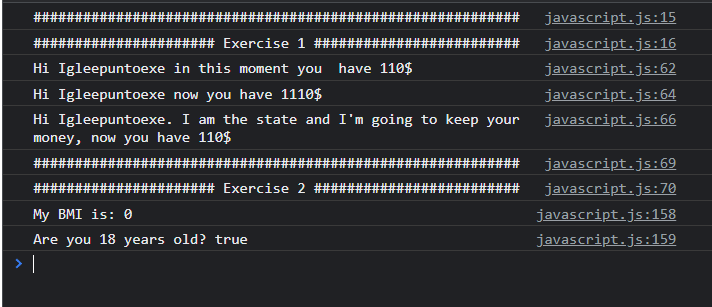 ########################################################### javascript.js:15
###################### Exercise 1 ######################### javascript.js:16
Hi Igleepuntoexe in this moment you  have 110$ javascript.js:62
Hi Igleepuntoexe now you have 1110$ javascript.js:64
Hi Igleepuntoexe. I am the state and I'm going to keep your javascript.js:66
money, now you have 110$
########################################################### javascript.js:69
###################### Exercise 2 ######################### javascript.js:70
My BMI is: 0 javascript.js:158
Are you 18 years old? true javascript.js:159
>